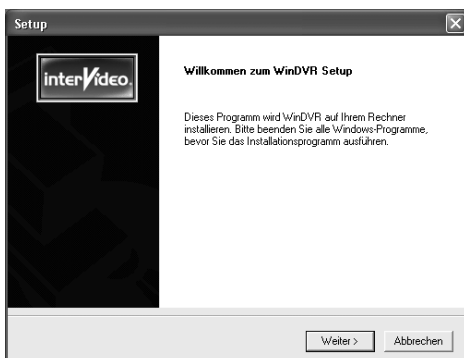 Setup
interVideo.
Willkommen zum WinDVR Setup
Dieses Programm wird WinDVR auf Ihrem Rechner
installieren. Bitte beenden Sie alle Windows-Programme,
bevor Sie das Installationsprogramm ausführen.
Weiter >
Abbrechen